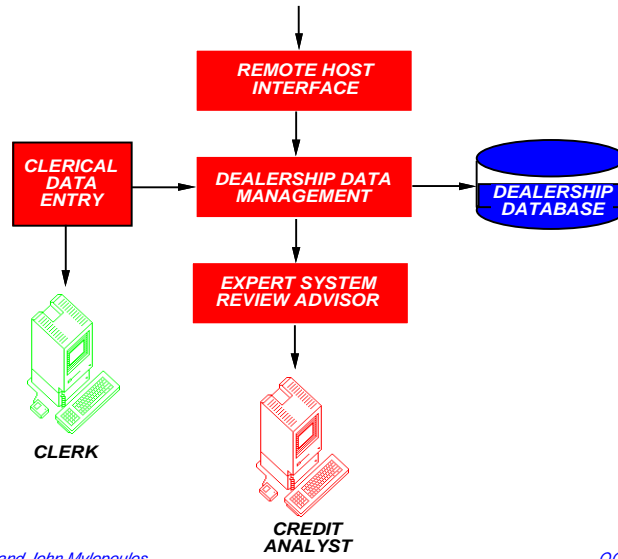 REMOTE HOST
INTERFACE
CLERICAL
DATA
ENTRY
DEALERSHIP DATA
MANAGEMENT
DEALERSHIP
DATABASE
EXPERT SYSTEM
REVIEW ADVISOR
CLERK
CREDIT
ANALYST
and John Mylopoulos